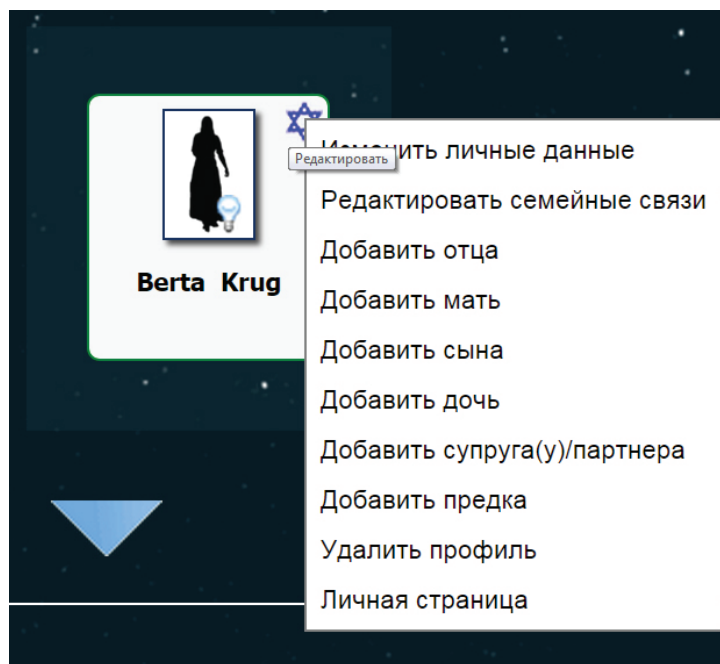 Berta Krug
Редактировать
Изменить личные данные
Редактировать семейные связи
Добавить отца
Добавить мать
Добавить сына
Добавить дочь
Добавить супруга(у)/партнера
Добавить предка
Удалить профиль
Личная страница